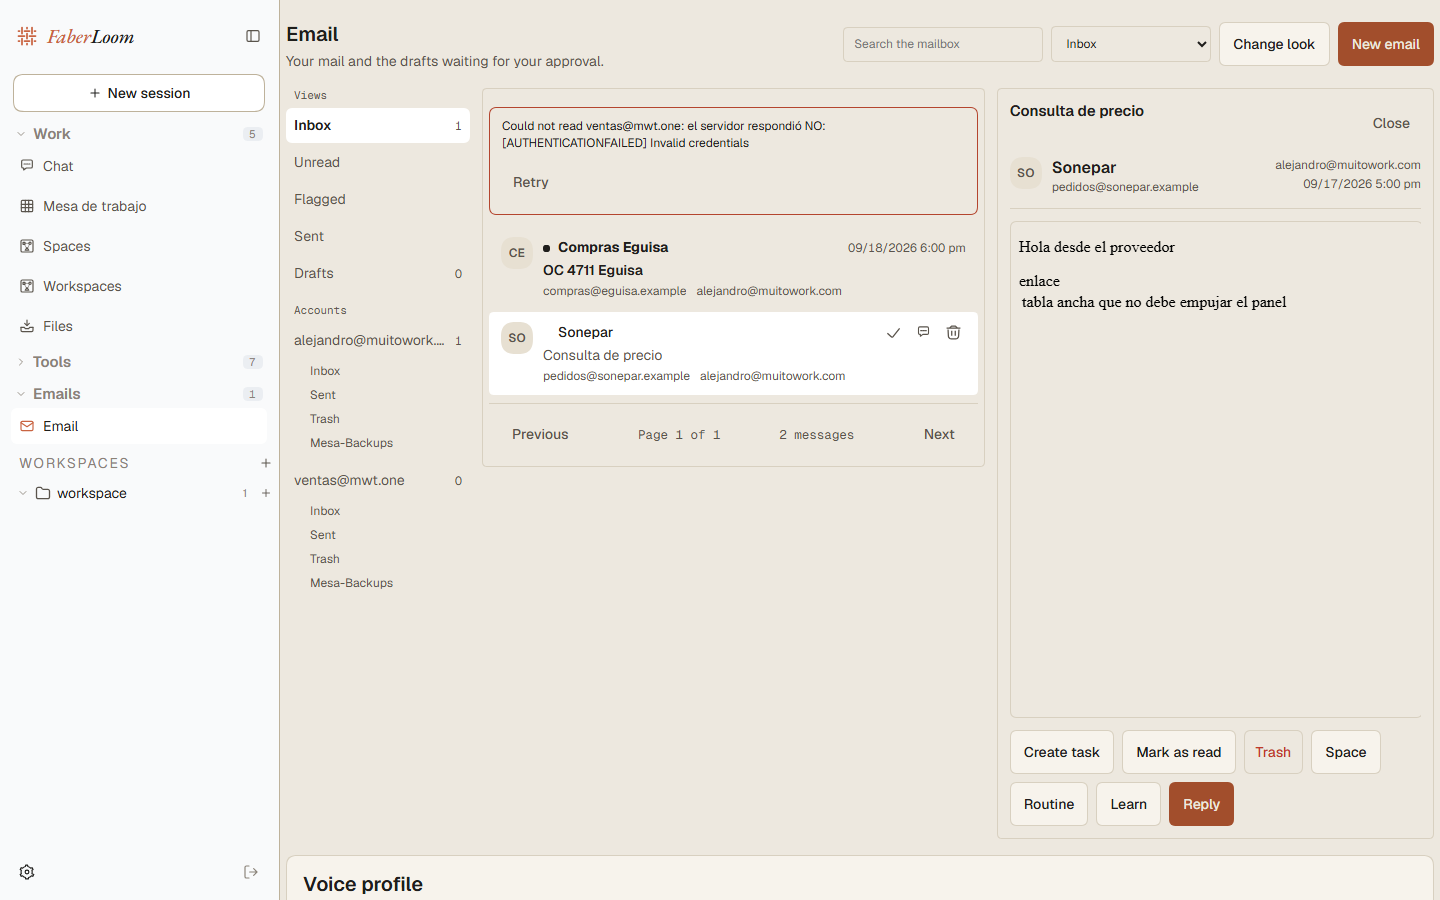 FaberLoom
New session
Work 5
Chat
Mesa de trabajo
Spaces
Workspaces
Files
Tools 7
Emails 1
Email
WORKSPACES
workspace 1
Email
Your mail and the drafts waiting for your approval.
Search the mailbox
Inbox
Change look
New email
Views
Inbox 1
Unread
Flagged
Sent
Drafts 0
Accounts
alejandro@muitowork.... 1
Inbox
Sent
Trash
Mesa-Backups
ventas@mwt.one 0
Inbox
Sent
Trash
Mesa-Backups
Could not read ventas@mwt.one: el servidor respondió NO:
[AUTHENTICATIONFAILED] Invalid credentials
Retry
CE
Compras Eguisa 09/18/2026 6:00 pm
OC 4711 Eguisa
compras@eguisa.example alejandro@muitowork.com
SO
Sonepar
Consulta de precio
pedidos@sonepar.example alejandro@muitowork.com
Previous Page 1 of 1 2 messages Next
Consulta de precio
Close
SO
Sonepar alejandro@muitowork.com
pedidos@sonepar.example 09/17/2026 5:00 pm
Hola desde el proveedor
enlace
tabla ancha que no debe empujar el panel
Create task Mark as read Trash Space
Routine Learn Reply
Voice profile